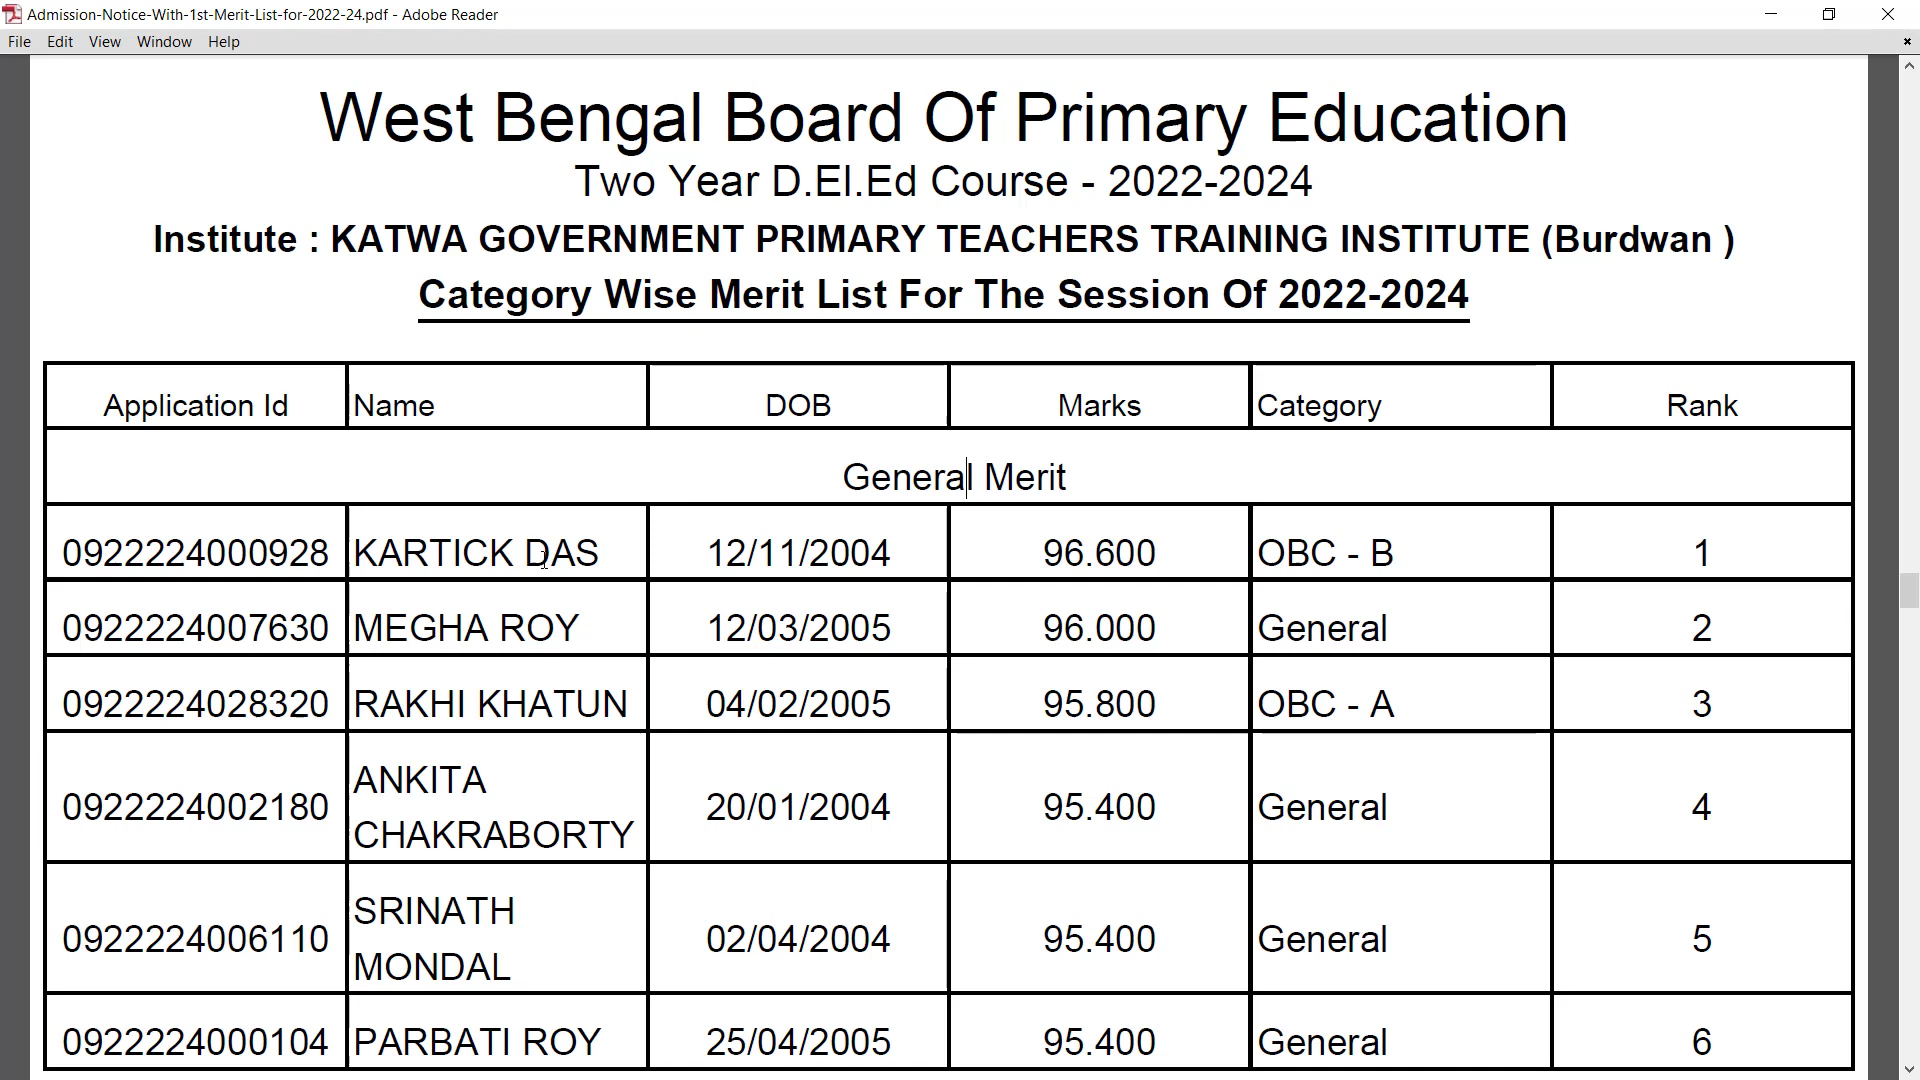 Admission-Notice-With-1st-Merit-List-for-2022-24.pdf - Adobe Reader
File Edit View Window Help
West Bengal Board Of Primary Education
Two Year D.El.Ed Course - 2022-2024
Institute : KATWA GOVERNMENT PRIMARY TEACHERS TRAINING INSTITUTE (Burdwan )
Category Wise Merit List For The Session Of 2022-2024
Application Id Name DOB Marks Category Rank
General Merit
0922224000928 KARTICK DAS 12/11/2004 96.600 OBC - B 1
0922224007630 MEGHA ROY 12/03/2005 96.000 General 2
0922224028320 RAKHI KHATUN 04/02/2005 95.800 OBC - A 3
0922224002180 ANKITA CHAKRABORTY 20/01/2004 95.400 General 4
0922224006110 SRINATH MONDAL 02/04/2004 95.400 General 5
0922224000104 PARBATI ROY 25/04/2005 95.400 General 6